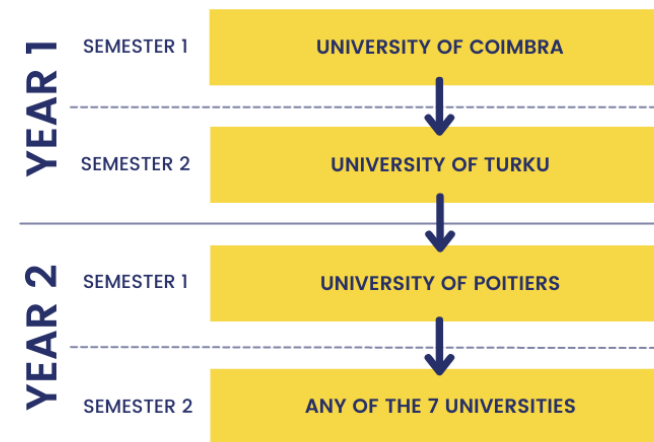 YEAR 1
SEMESTER 1
UNIVERSITY OF COIMBRA
SEMESTER 2
UNIVERSITY OF TURKU
YEAR 2
SEMESTER 1
UNIVERSITY OF POITIERS
SEMESTER 2
ANY OF THE 7 UNIVERSITIES